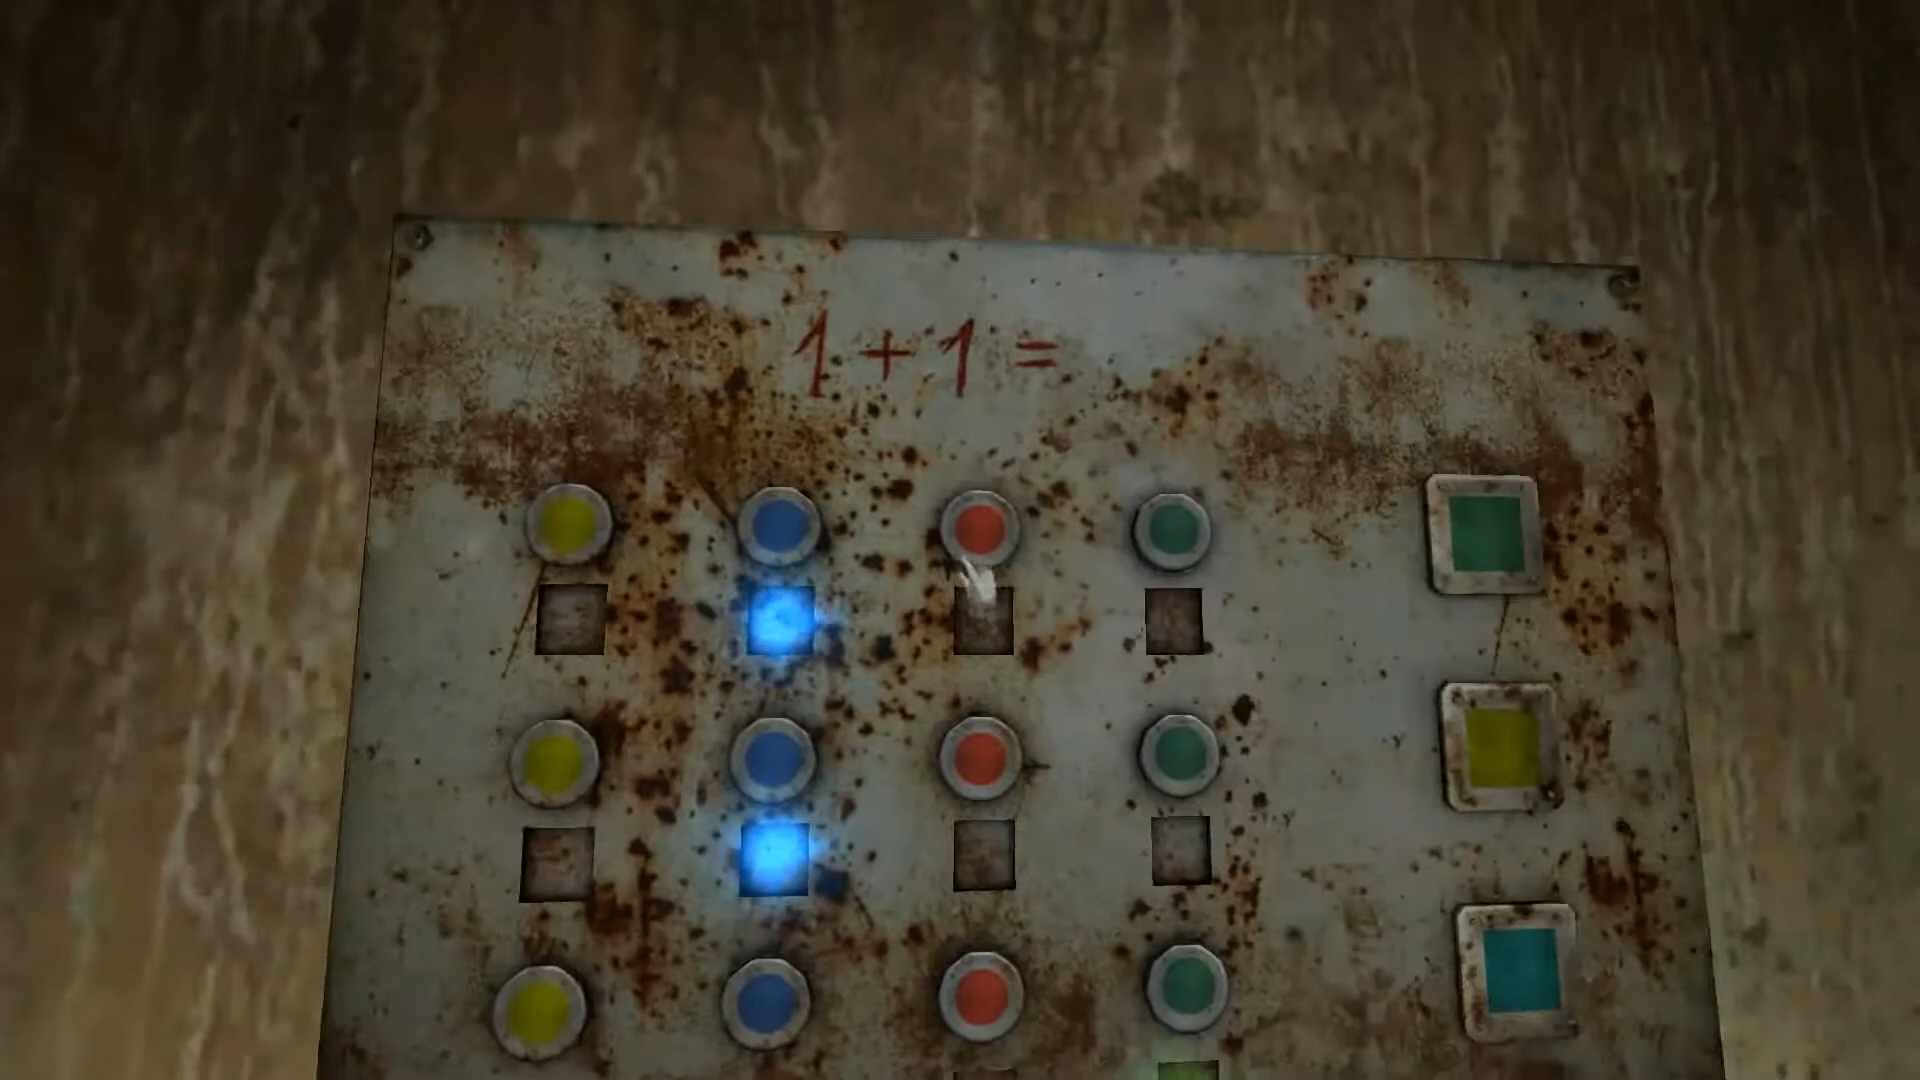 1 + 1 =